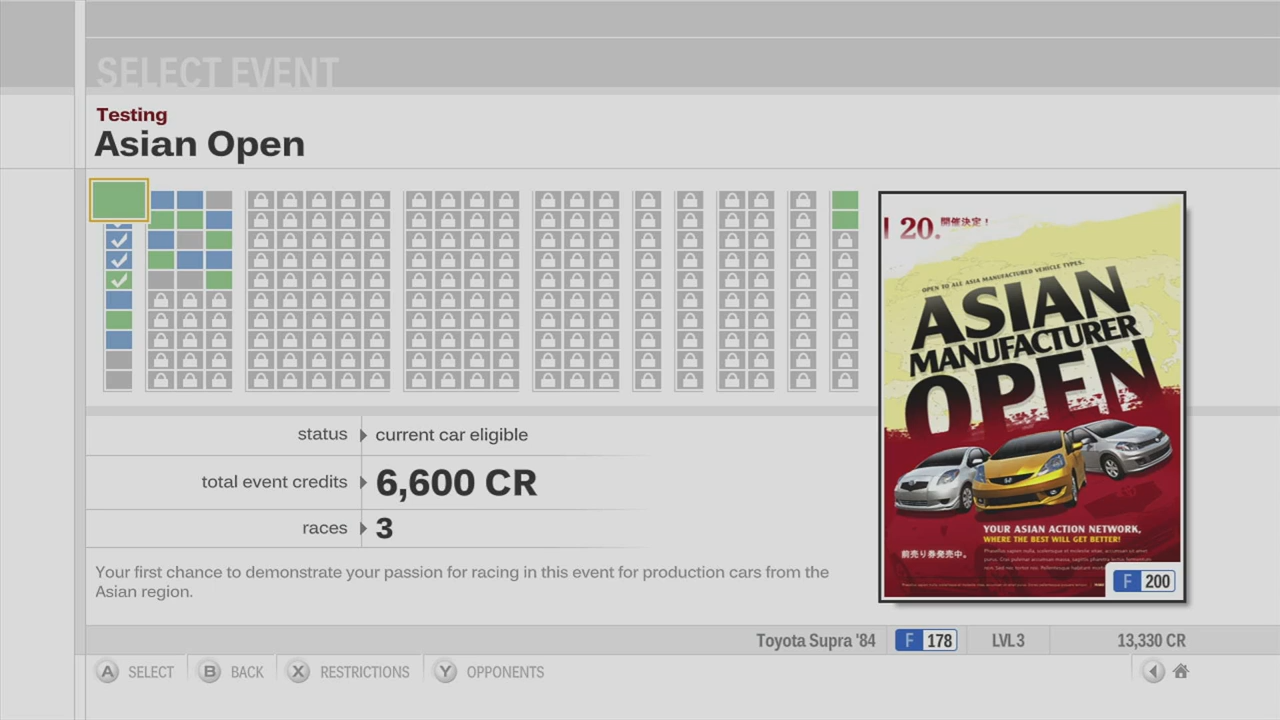 SELECT EVENT
Testing
Asian Open
20.
開催決定！
OPEN TO ALL ASIA MANUFACTURED VEHICLE TYPES.
ASIAN
MANUFACTURER
OPEN
YOUR ASIAN ACTION NETWORK,
WHERE THE BEST WILL GET BETTER!
前売り券発売中。
F 200
status current car eligible
total event credits 6,600 CR
races 3
Your first chance to demonstrate your passion for racing in this event for production cars from the
Asian region.
Toyota Supra '84 F 178 LVL 3 13,330 CR
A SELECT B BACK X RESTRICTIONS Y OPPONENTS